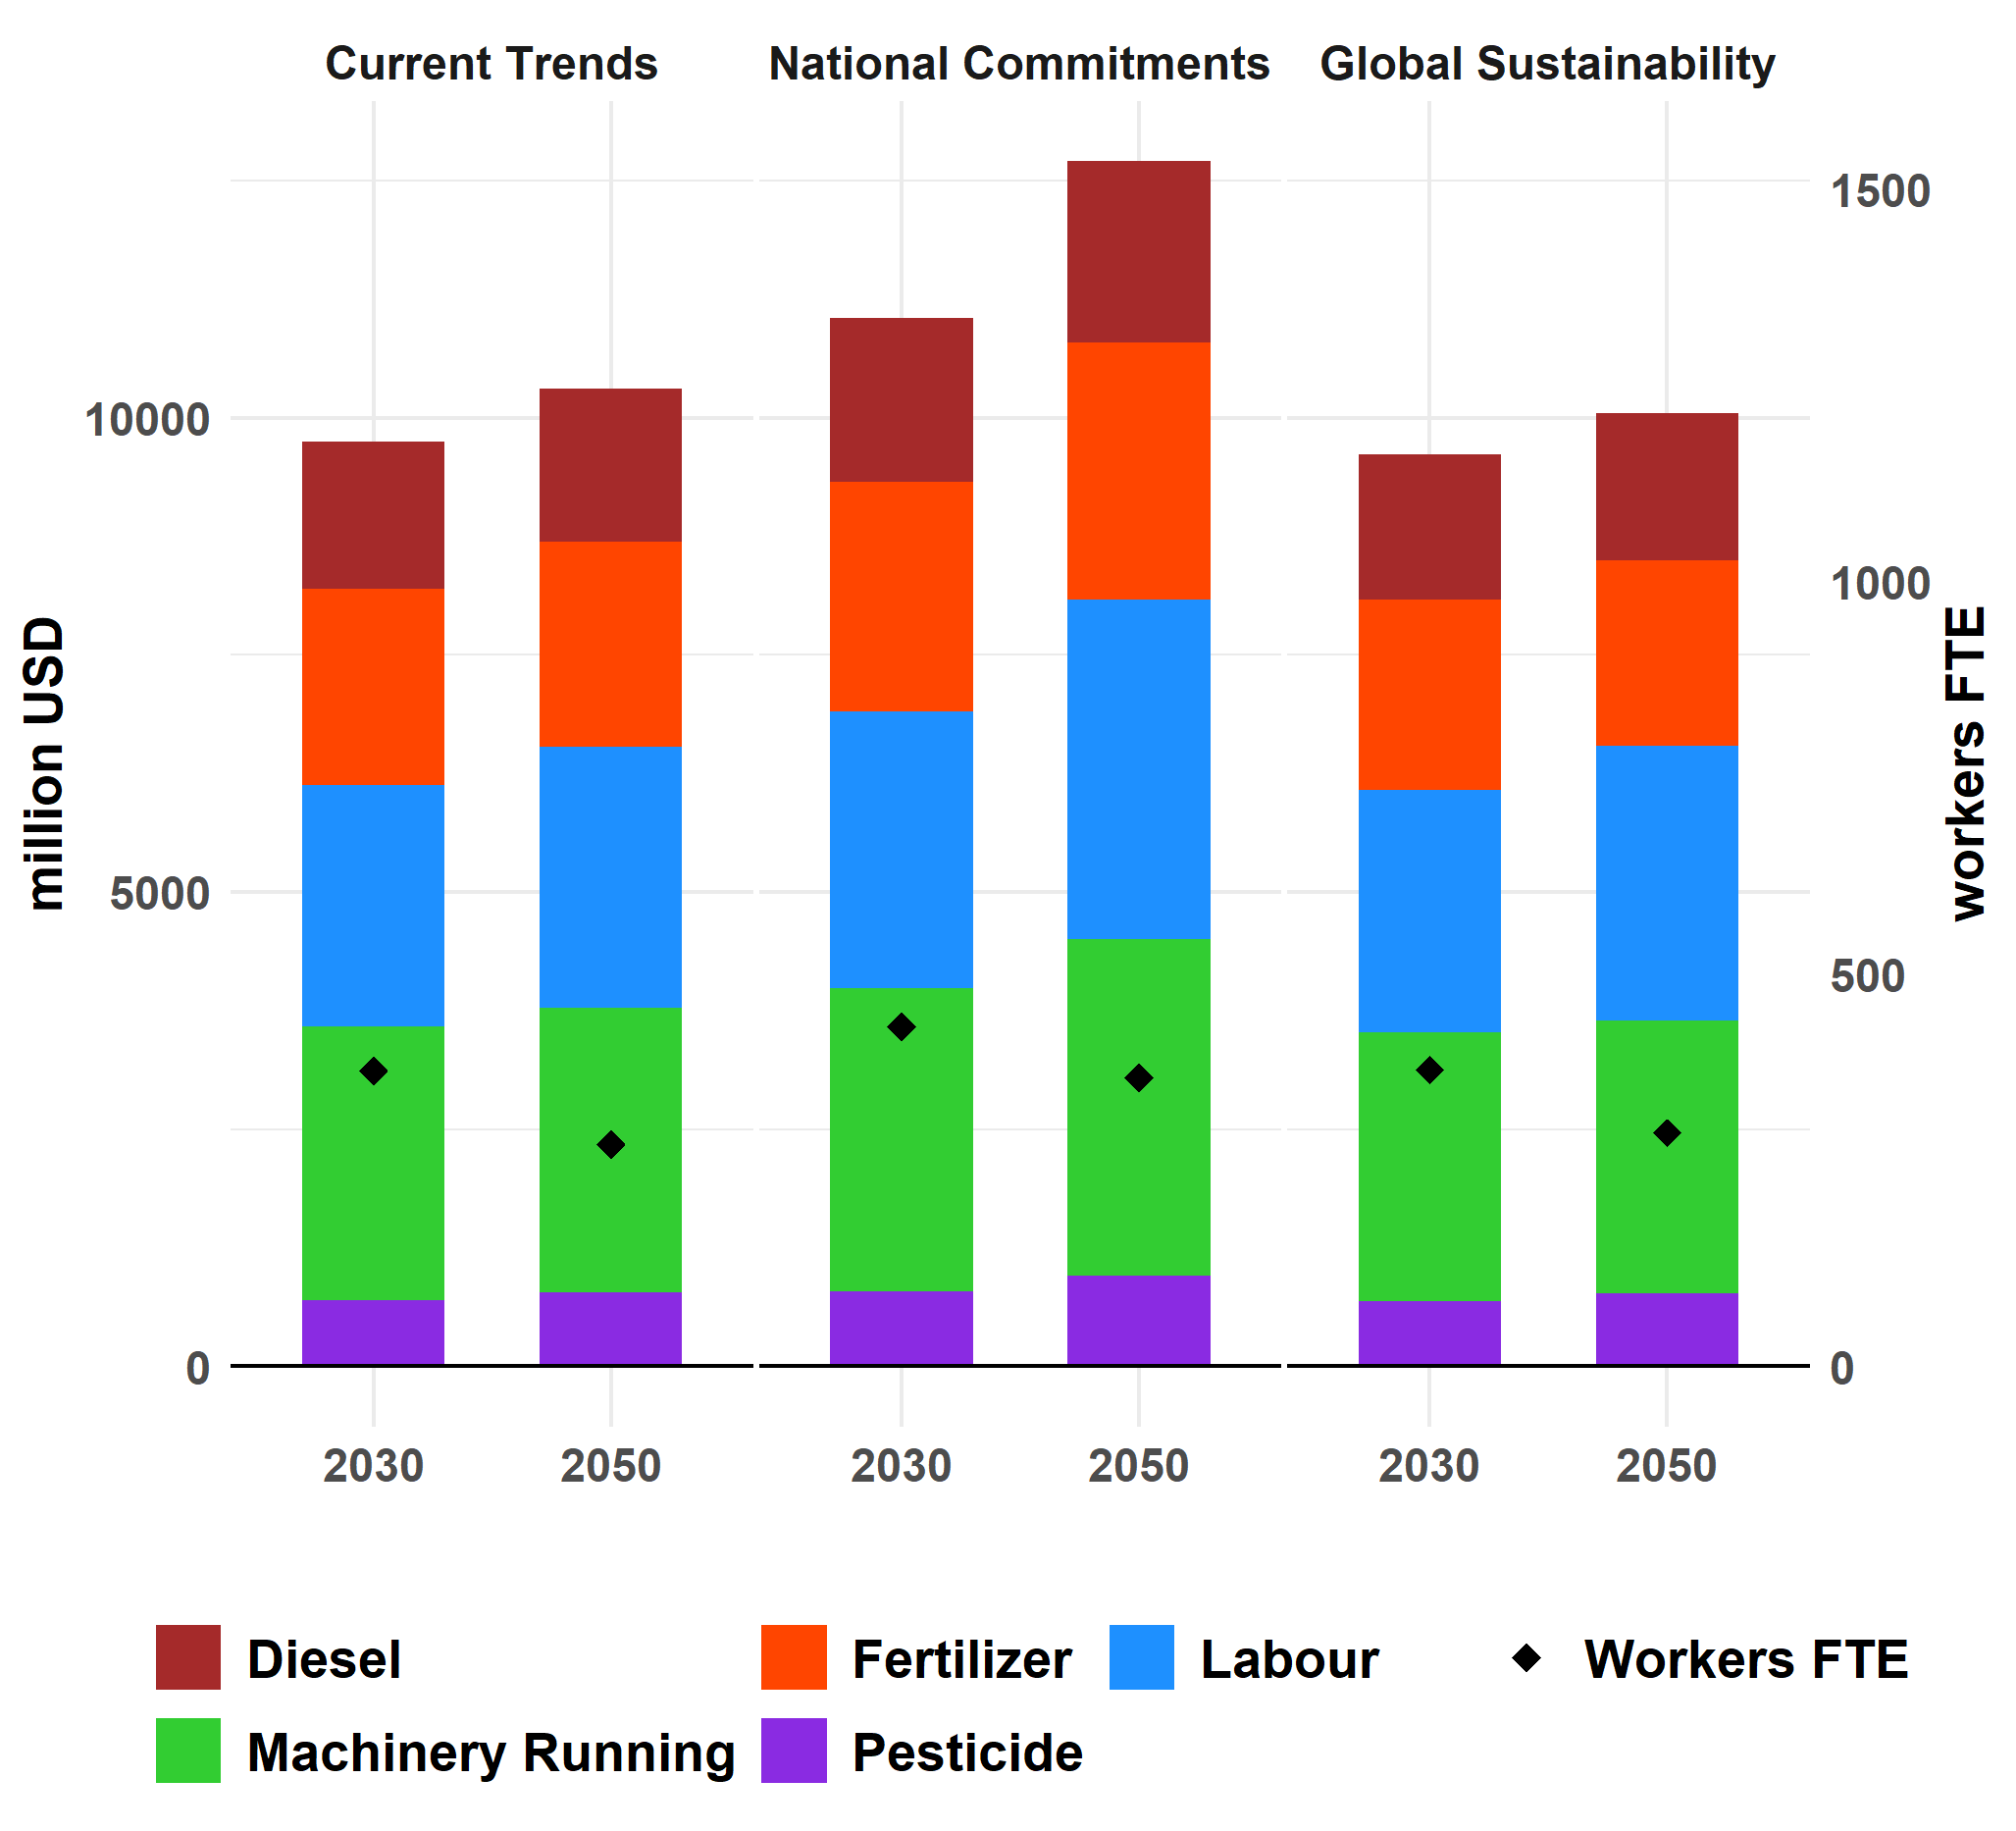 Current Trends
National Commitments
Global Sustainability
million USD
10000
5000
0
1500
1000
500
0
workers FTE
2030
2050
2030
2050
2030
2050
Diesel
Fertilizer
Labour
Workers FTE
Machinery Running
Pesticide